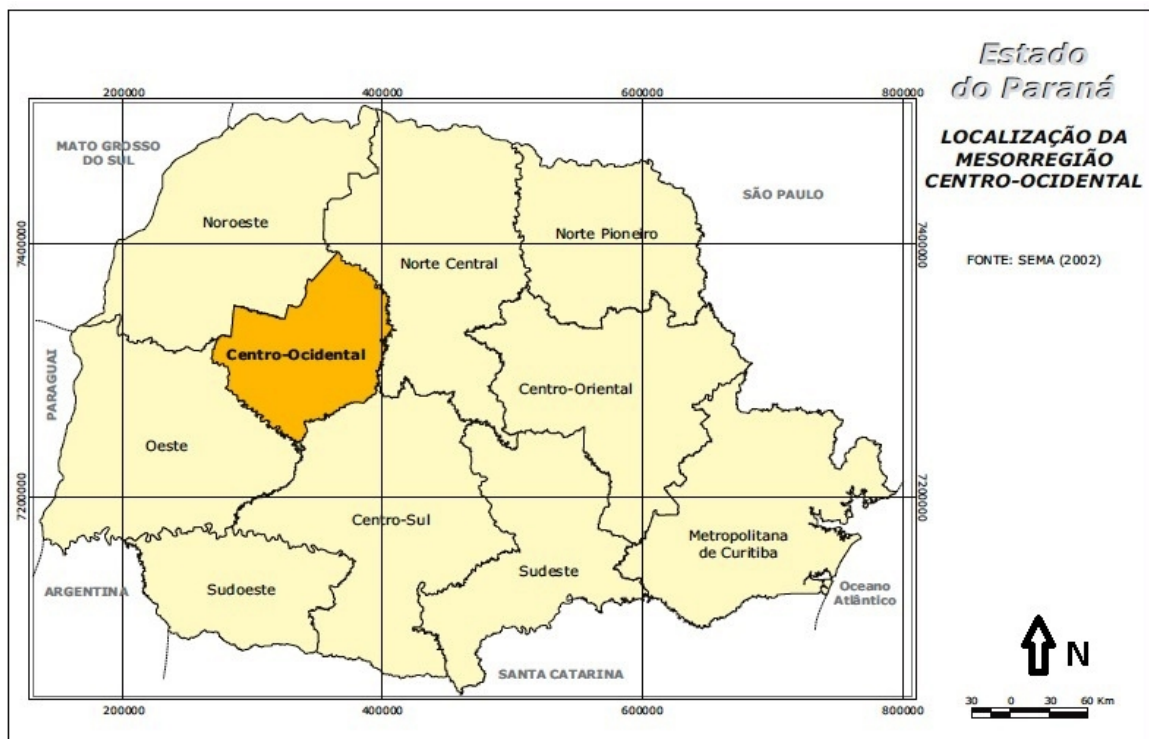 Estado
do Paraná
LOCALIZAÇÃO DA
MESORREGIÃO
CENTRO-OCIDENTAL
FONTE: SEMA (2002)
200000
400000
600000
800000
MATO GROSSO
DO SUL
SÃO PAULO
Noroeste
Norte Pioneiro
7400000
7400000
Norte Central
Centro-Ocidental
PARAGUAI
Centro-Oriental
Oeste
7200000
7200000
Centro-Sul
Metropolitana
de Curitiba
Sudeste
Sudoeste
ARGENTINA
Oceano
Atlântico
SANTA CATARINA
N
200000
400000
600000
800000
30 0 30 60 Km